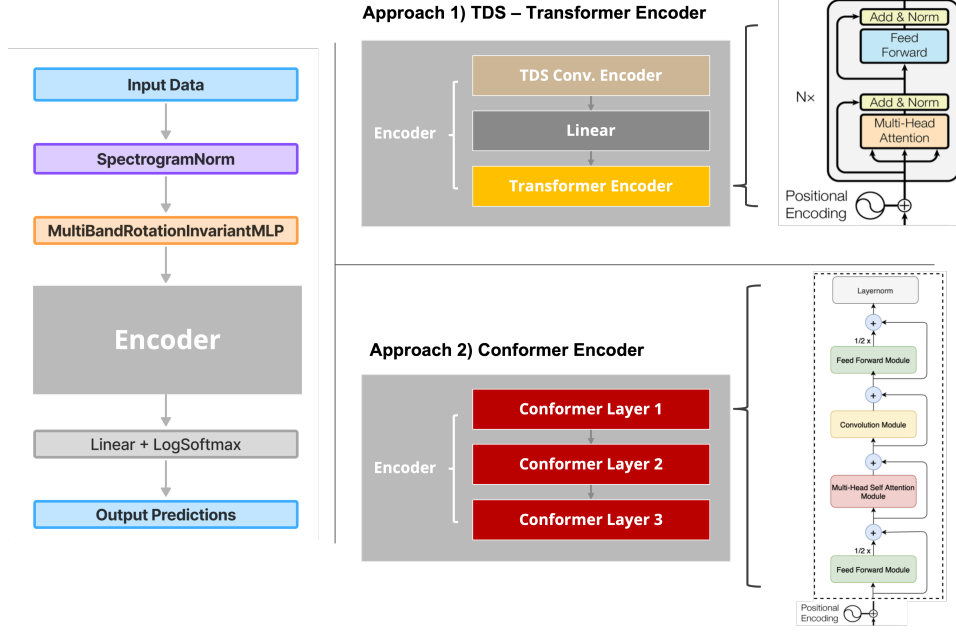 Approach 1) TDS – Transformer Encoder
Input Data
SpectrogramNorm
MultiBandRotationInvariantMLP
Encoder
Linear + LogSoftmax
Output Predictions
Encoder
TDS Conv. Encoder
Linear
Transformer Encoder
Add & Norm
Feed
Forward
N×
Add & Norm
Multi-Head
Attention
Positional
Encoding
Approach 2) Conformer Encoder
Encoder
Conformer Layer 1
Conformer Layer 2
Conformer Layer 3
Layernorm
+
1/2 x
Feed Forward Module
+
Convolution Module
+
Multi-Head Self Attention
Module
+
1/2 x
Feed Forward Module
Positional
Encoding